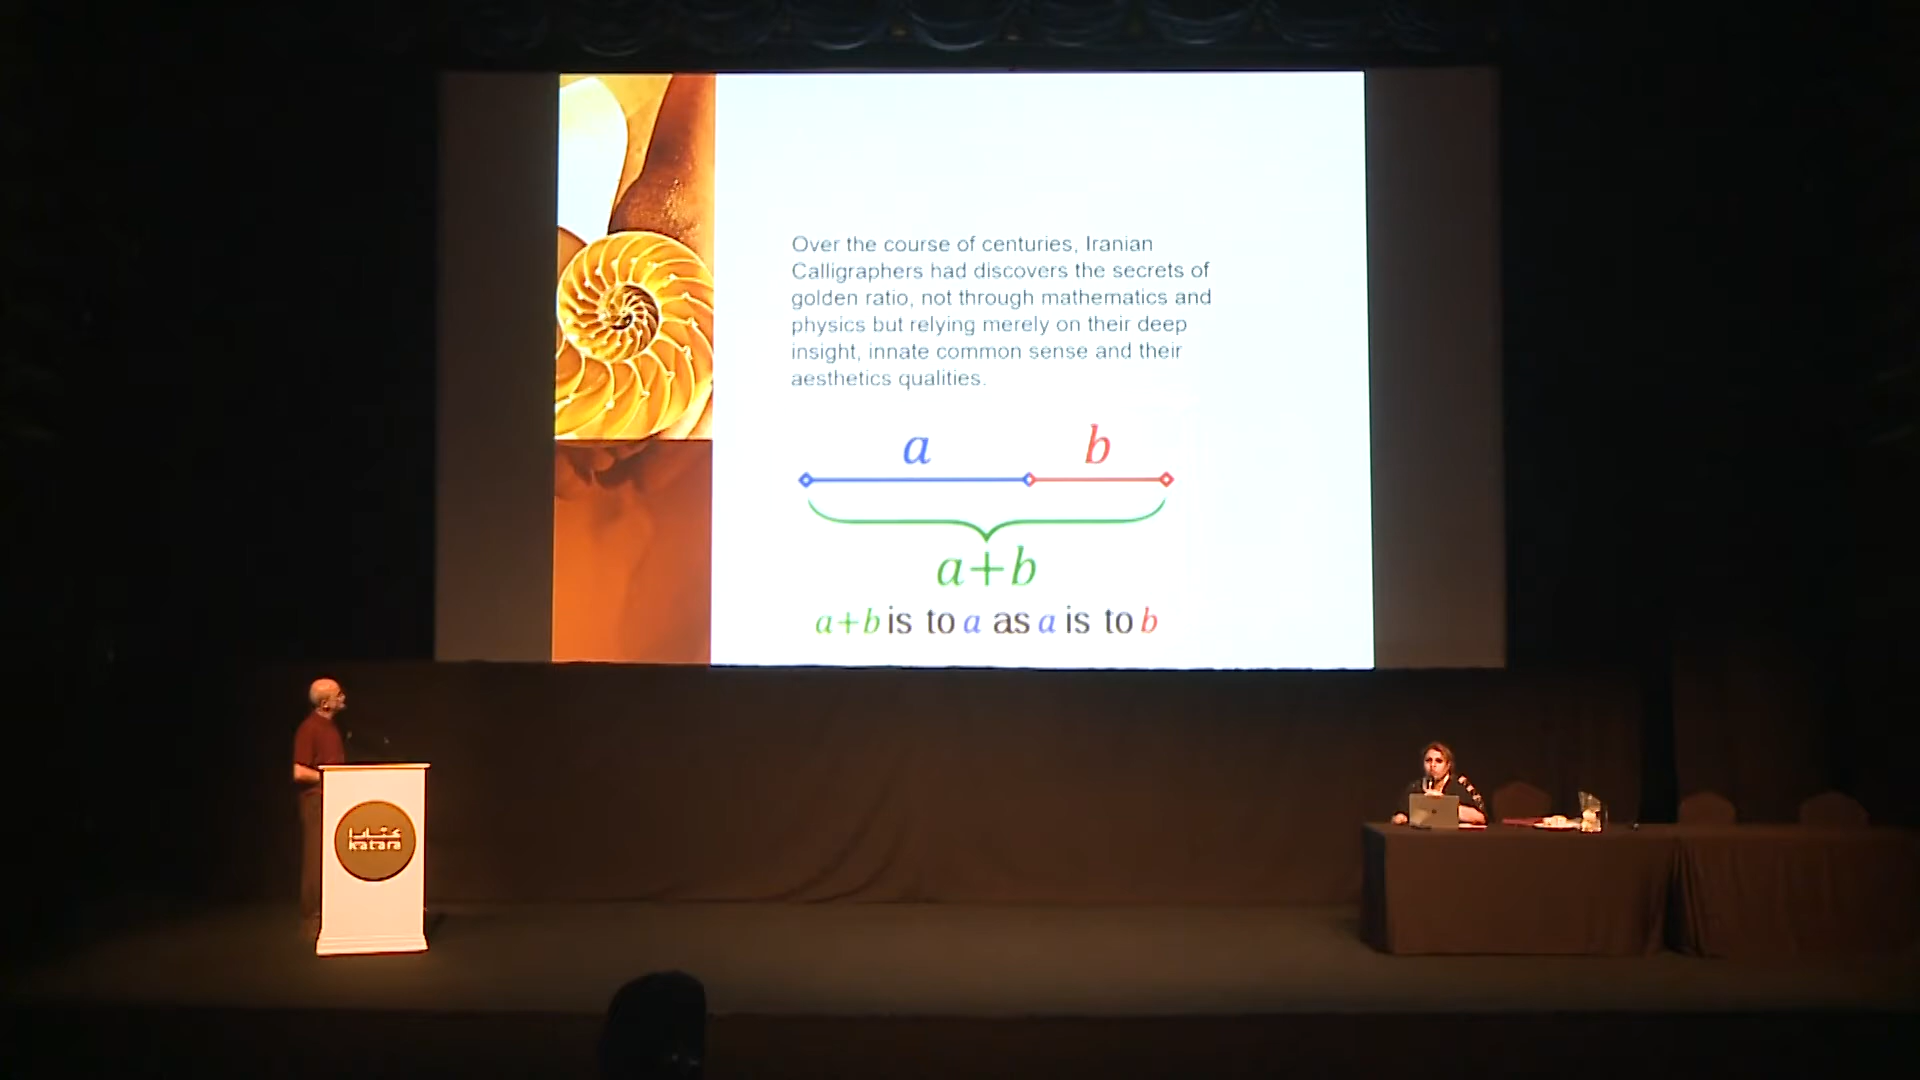 Over the course of centuries, Iranian
Calligraphers had discovers the secrets of
golden ratio, not through mathematics and
physics but relying merely on their deep
insight, innate common sense and their
aesthetics qualities.
a b
a+b
a+b is to a as a is to b
كتارا
katara